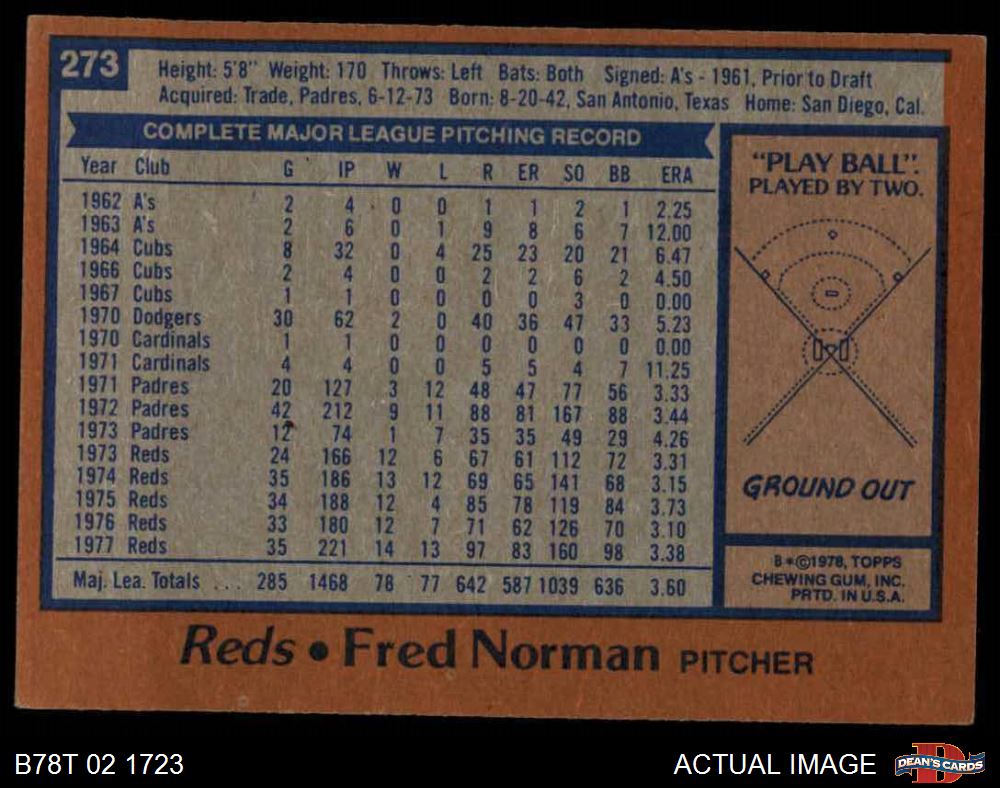 273
Height: 5'8" Weight: 170 Throws: Left Bats: Both Signed: A's - 1961, Prior to Draft
Acquired: Trade, Padres, 6-12-73 Born: 8-20-42, San Antonio, Texas Home: San Diego, Cal.
COMPLETE MAJOR LEAGUE PITCHING RECORD
Year Club G IP W L R ER SO BB ERA
1962 A's 2 4 0 0 1 1 2 1 2.25
1963 A's 2 6 0 1 9 8 6 7 12.00
1964 Cubs 8 32 0 4 25 23 20 21 6.47
1966 Cubs 2 4 0 0 2 2 6 2 4.50
1967 Cubs 1 1 0 0 0 0 3 0 0.00
1970 Dodgers 30 62 2 0 40 36 47 33 5.23
1970 Cardinals 1 1 0 0 0 0 0 0 0.00
1971 Cardinals 4 4 0 0 5 5 4 7 11.25
1971 Padres 20 127 3 12 48 47 77 56 3.33
1972 Padres 42 212 9 11 88 81 167 88 3.44
1973 Padres 12 74 1 7 35 35 49 29 4.26
1973 Reds 24 166 12 6 67 61 112 72 3.31
1974 Reds 35 186 13 12 69 65 141 68 3.15
1975 Reds 34 188 12 4 85 78 119 84 3.73
1976 Reds 33 180 12 7 71 62 126 70 3.10
1977 Reds 35 221 14 13 97 83 160 98 3.38
Maj. Lea. Totals ... 285 1468 78 77 642 587 1039 636 3.60
"PLAY BALL".
PLAYED BY TWO.
GROUND OUT
B*©1978, TOPPS
CHEWING GUM, INC.
PRTD. IN U.S.A.
Reds • Fred Norman PITCHER
B78T 02 1723
ACTUAL IMAGE
DEAN'S CARDS